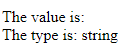 The value is:
The type is: string